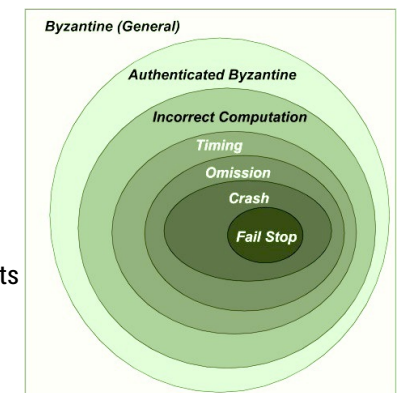 Byzantine (General)
Authenticated Byzantine
Incorrect Computation
Timing
Omission
Crash
Fail Stop
ts